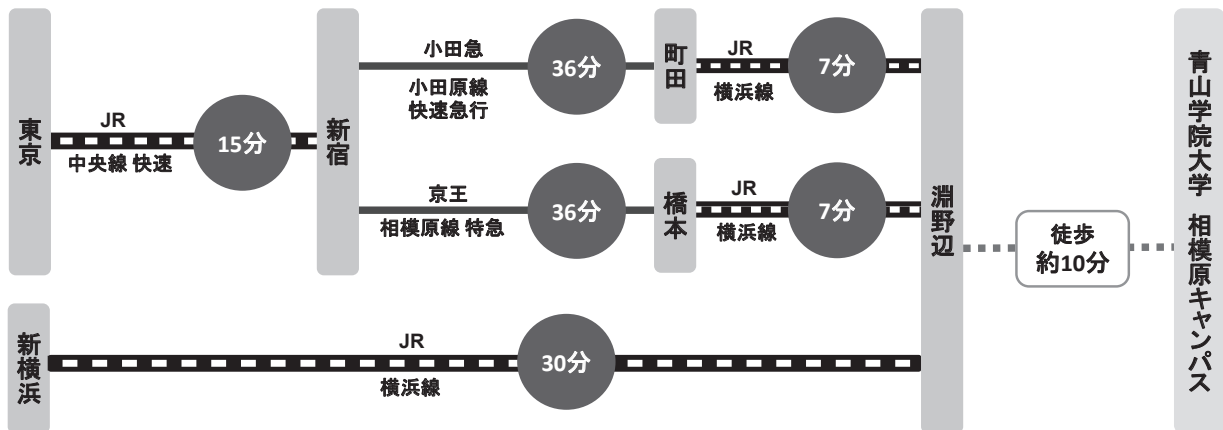 東京
JR
15分
中央線 快速
新宿
小田急
36分
小田原線
快速急行
町田
JR
7分
横浜線
京王
36分
相模原線 特急
橋本
JR
7分
横浜線
新横浜
JR
30分
横浜線
淵野辺
徒歩
約10分
青山学院大学 相模原キャンパス